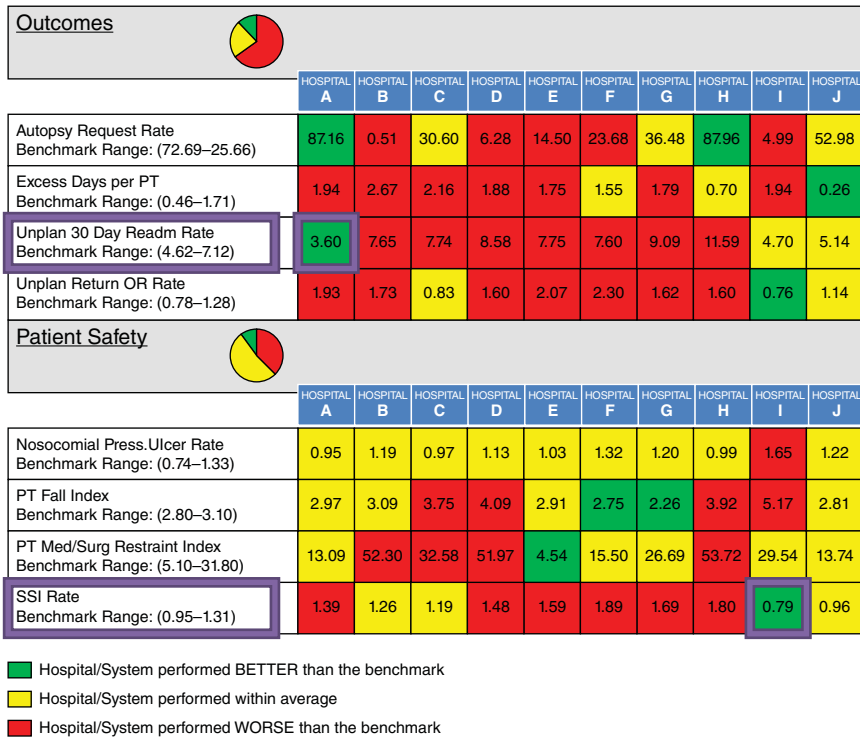 Outcomes
HOSPITAL HOSPITAL HOSPITAL HOSPITAL HOSPITAL HOSPITAL HOSPITAL HOSPITAL HOSPITAL HOSPITAL
A B C D E F G H I J
Autopsy Request Rate
Benchmark Range: (72.69–25.66)
87.16 0.51 30.60 6.28 14.50 23.68 36.48 87.96 4.99 52.98
Excess Days per PT
Benchmark Range: (0.46–1.71)
1.94 2.67 2.16 1.88 1.75 1.55 1.79 0.70 1.94 0.26
Unplan 30 Day Readm Rate
Benchmark Range: (4.62–7.12)
3.60 7.65 7.74 8.58 7.75 7.60 9.09 11.59 4.70 5.14
Unplan Return OR Rate
Benchmark Range: (0.78–1.28)
1.93 1.73 0.83 1.60 2.07 2.30 1.62 1.60 0.76 1.14
Patient Safety
HOSPITAL HOSPITAL HOSPITAL HOSPITAL HOSPITAL HOSPITAL HOSPITAL HOSPITAL HOSPITAL HOSPITAL
A B C D E F G H I J
Nosocomial Press.Ulcer Rate
Benchmark Range: (0.74–1.33)
0.95 1.19 0.97 1.13 1.03 1.32 1.20 0.99 1.65 1.22
PT Fall Index
Benchmark Range: (2.80–3.10)
2.97 3.09 3.75 4.09 2.91 2.75 2.26 3.92 5.17 2.81
PT Med/Surg Restraint Index
Benchmark Range: (5.10–31.80)
13.09 52.30 32.58 51.97 4.54 15.50 26.69 53.72 29.54 13.74
SSI Rate
Benchmark Range: (0.95–1.31)
1.39 1.26 1.19 1.48 1.59 1.89 1.69 1.80 0.79 0.96
Hospital/System performed BETTER than the benchmark
Hospital/System performed within average
Hospital/System performed WORSE than the benchmark